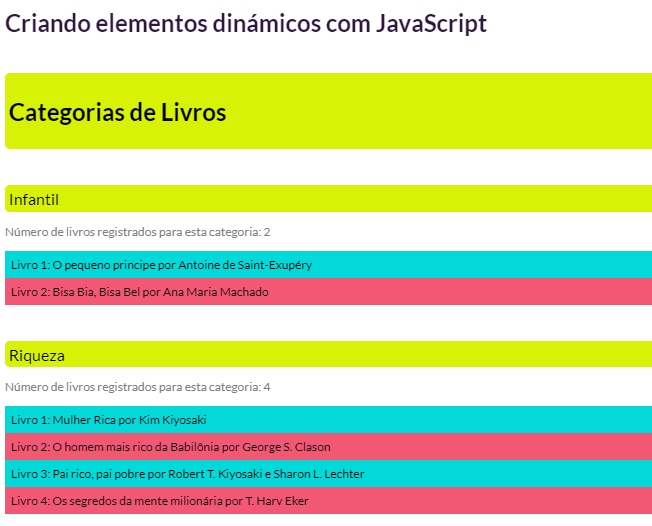 Criando elementos dinámicos com JavaScript
Categorias de Livros
Infantil
Número de livros registrados para esta categoria: 2
Livro 1: O pequeno principe por Antoine de Saint-Exupéry
Livro 2: Bisa Bia, Bisa Bel por Ana Maria Machado
Riqueza
Número de livros registrados para esta categoria: 4
Livro 1: Mulher Rica por Kim Kiyosaki
Livro 2: O homem mais rico da Babilônia por George S. Clason
Livro 3: Pai rico, pai pobre por Robert T. Kiyosaki e Sharon L. Lechter
Livro 4: Os segredos da mente milionária por T. Harv Eker